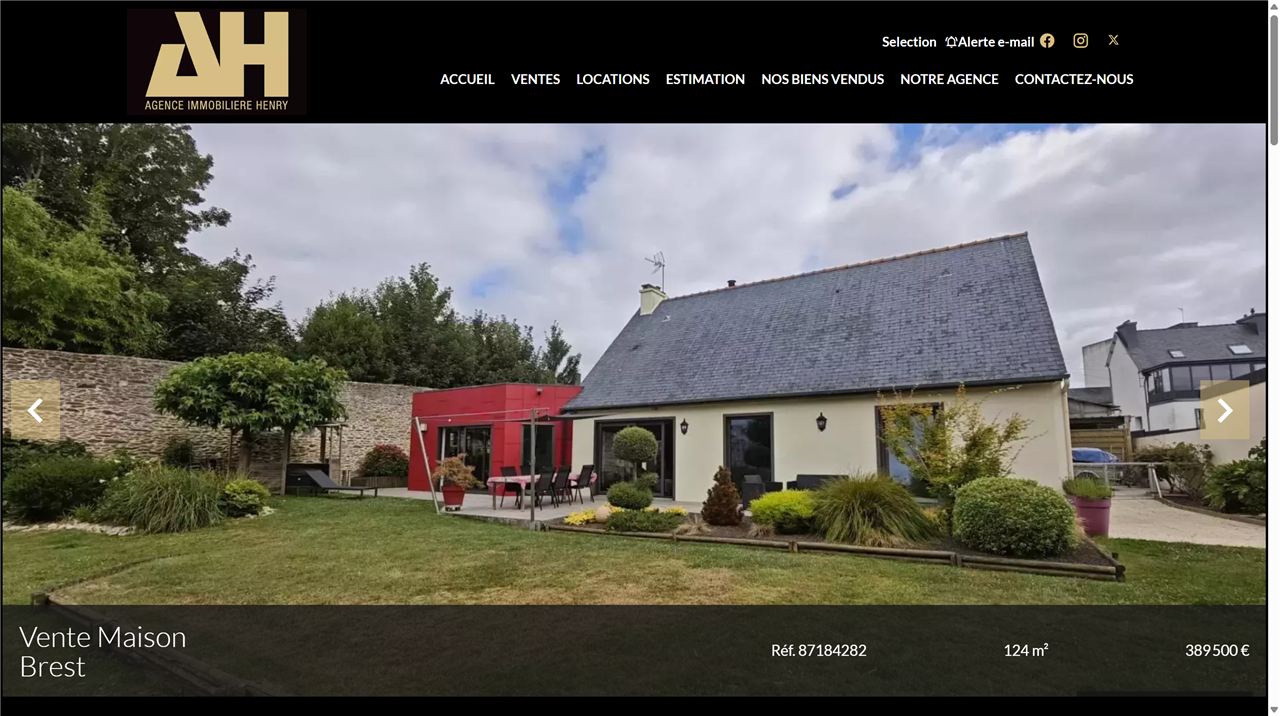 AH
AGENCE IMMOBILIERE HENRY
Selection Alerte e-mail
ACCUEIL VENTES LOCATIONS ESTIMATION NOS BIENS VENDUS NOTRE AGENCE CONTACTEZ-NOUS
Vente Maison
Brest
Réf. 87184282 124 m² 389 500 €